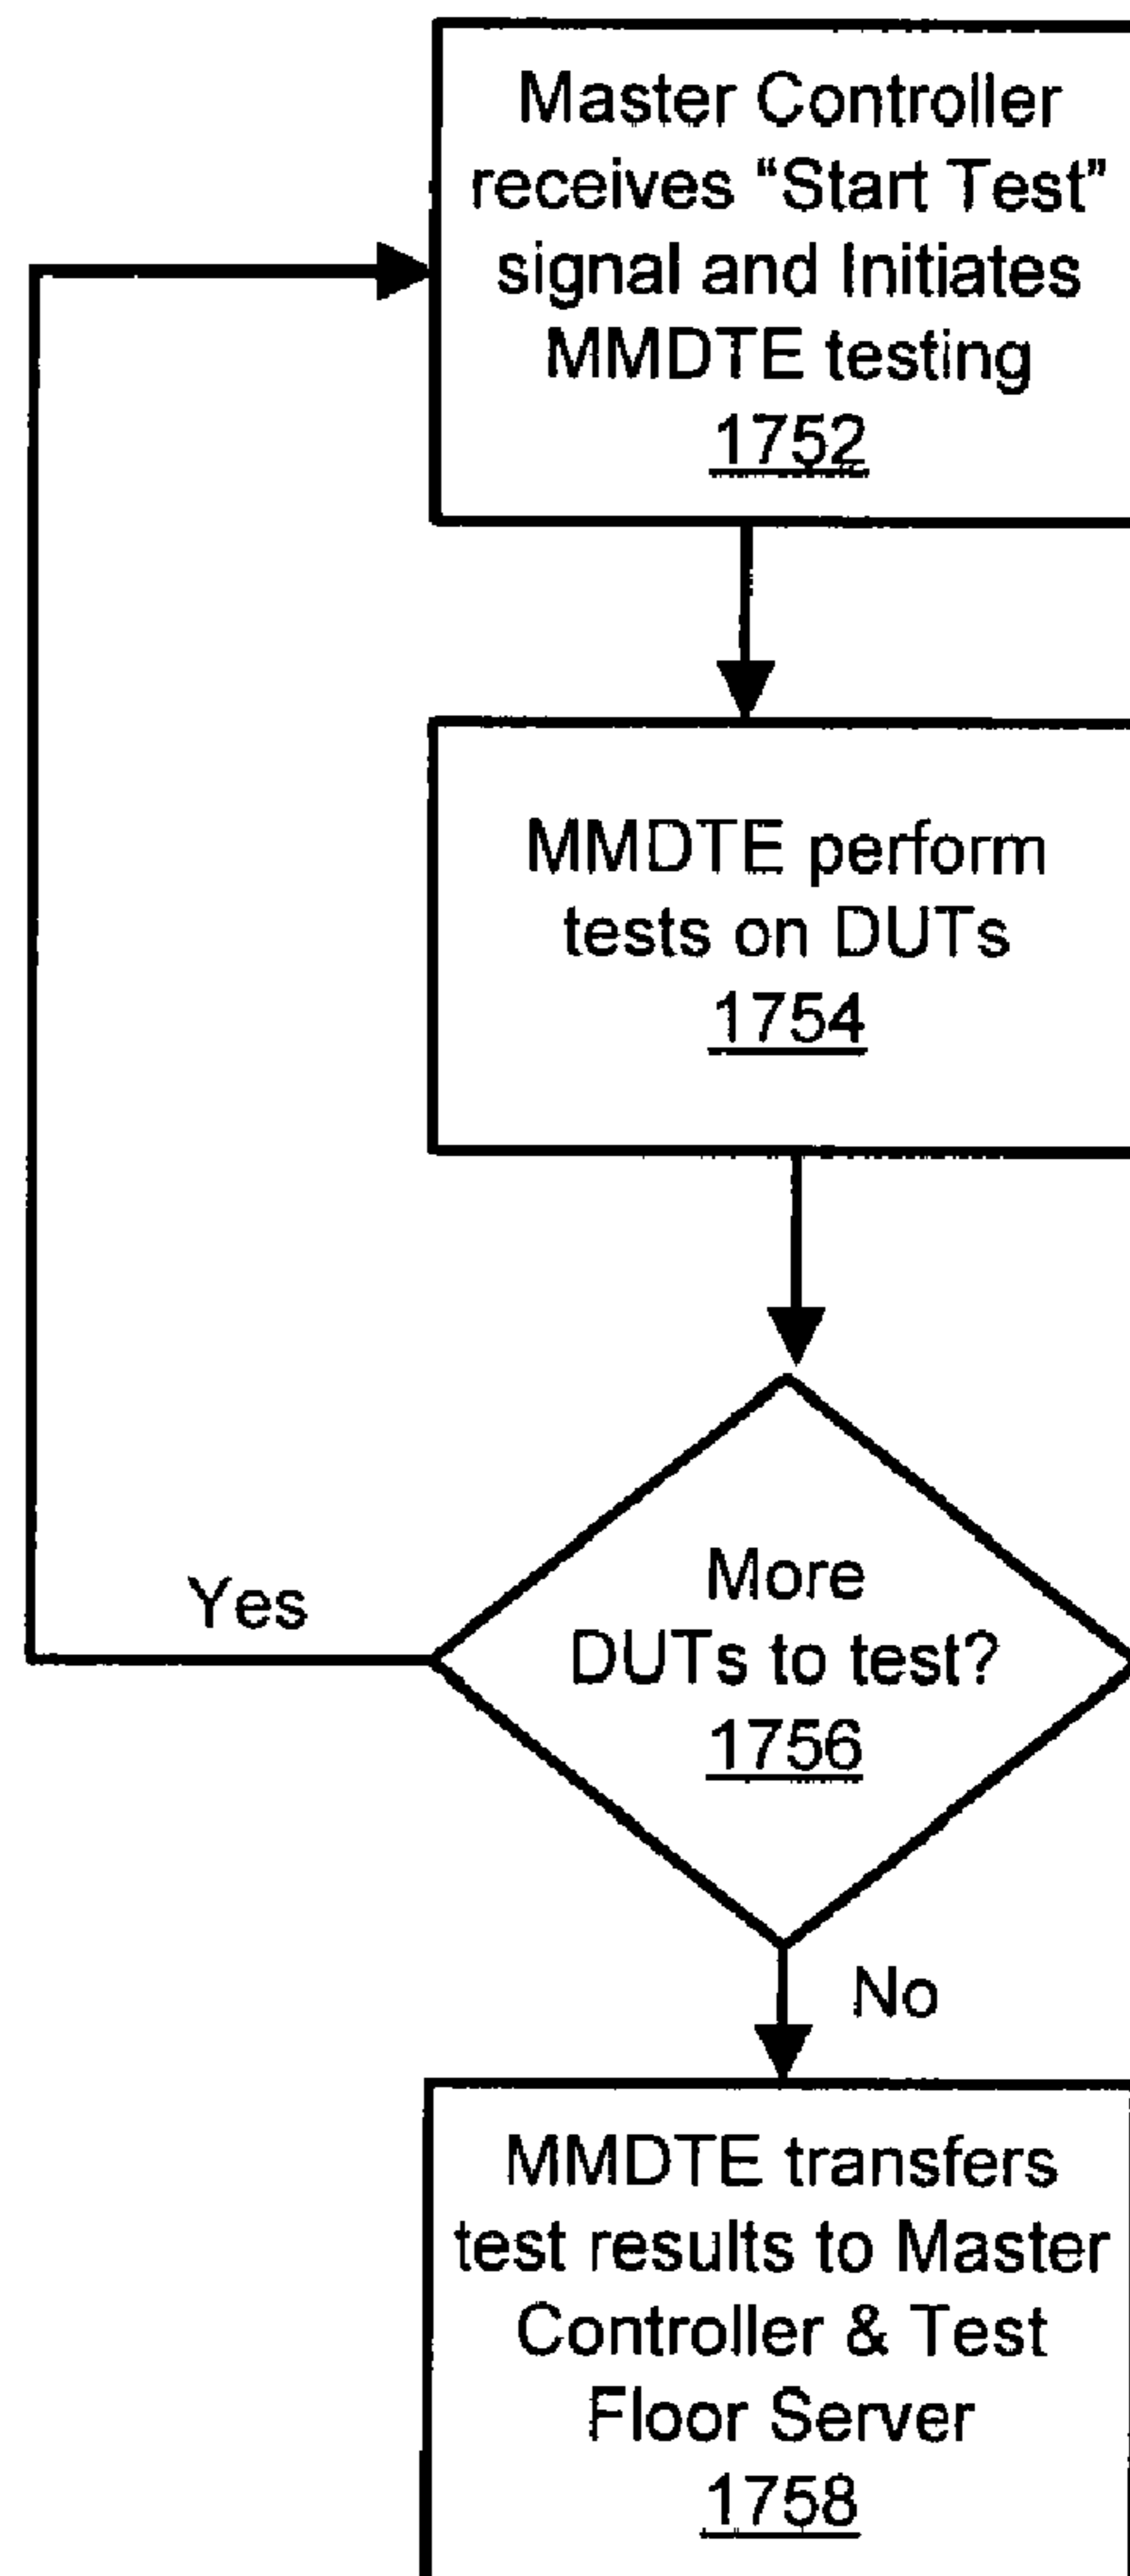 Master Controller
receives “Start Test”
signal and Initiates
MMDTE testing
1752
MMDTE perform
tests on DUTs
1754
More
DUTs to test?
1756
Yes
No
MMDTE transfers
test results to Master
Controller & Test
Floor Server
1758